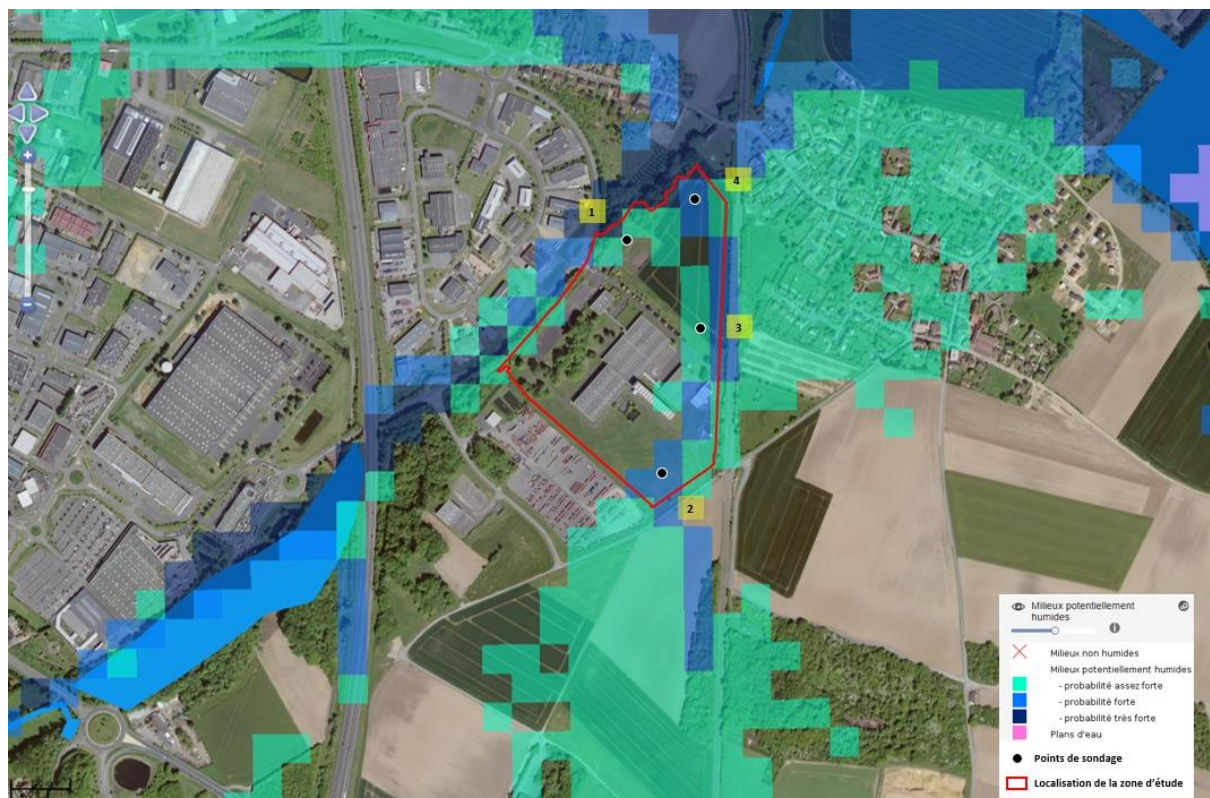 1
4
3
2
Milieux potentiellement
humides
Milieux non humides
Milieux potentiellement humides
- probabilité assez forte
- probabilité forte
- probabilité très forte
Plans d'eau
Points de sondage
Localisation de la zone d'étude